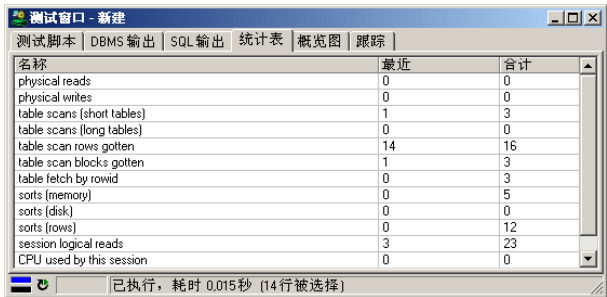 测试窗口 - 新建
测试脚本 DBMS 输出 SQL 输出 统计表 概览图 跟踪
名称 最近 合计
physical reads 0 0
physical writes 0 0
table scans (short tables) 1 3
table scans (long tables) 0 0
table scan rows gotten 14 16
table scan blocks gotten 1 3
table fetch by rowid 0 3
sorts (memory) 0 5
sorts (disk) 0 0
sorts (rows) 0 12
session logical reads 3 23
CPU used by this session 0 0
已执行，耗时 0,015秒 (14行被选择)